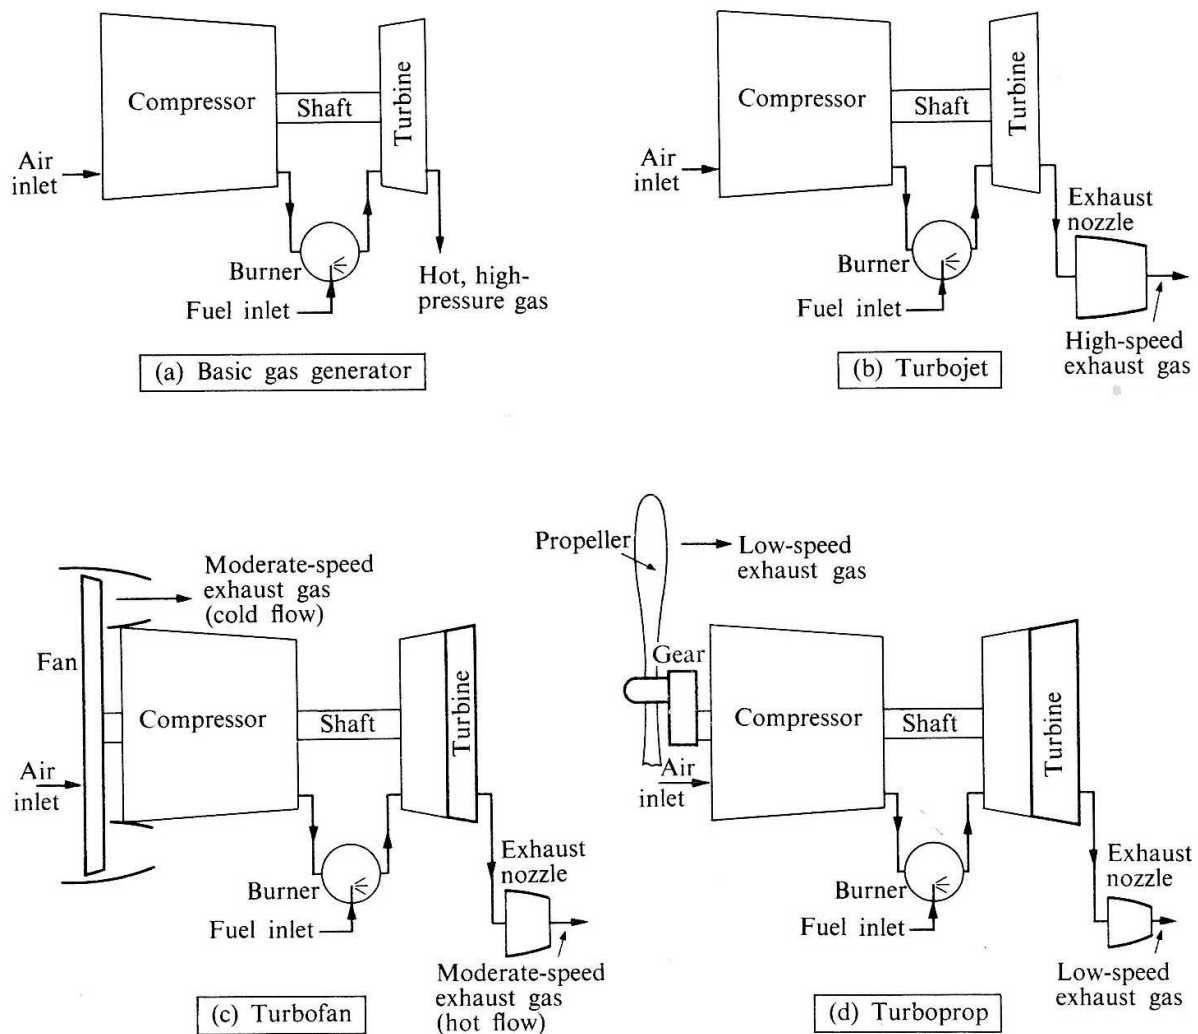 Compressor
Shaft
Turbine
Air
inlet
Burner
Fuel inlet
Hot, high-
pressure gas
(a) Basic gas generator
Compressor
Shaft
Turbine
Air
inlet
Burner
Fuel inlet
Exhaust
nozzle
High-speed
exhaust gas
(b) Turbojet
Moderate-speed
exhaust gas
(cold flow)
Fan
Compressor
Shaft
Turbine
Air
inlet
Burner
Fuel inlet
Exhaust
nozzle
Moderate-speed
exhaust gas
(hot flow)
(c) Turbofan
Propeller
Low-speed
exhaust gas
Gear
Compressor
Shaft
Turbine
Air
inlet
Burner
Fuel inlet
Exhaust
nozzle
Low-speed
exhaust gas
(d) Turboprop